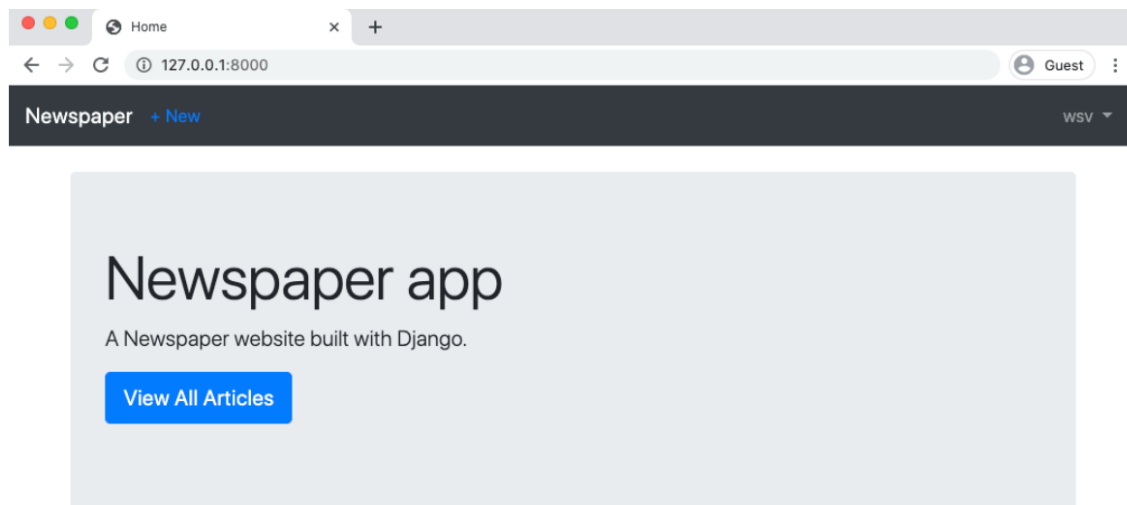 Home
127.0.0.1:8000
Guest
Newspaper + New wsv
Newspaper app
A Newspaper website built with Django.
View All Articles